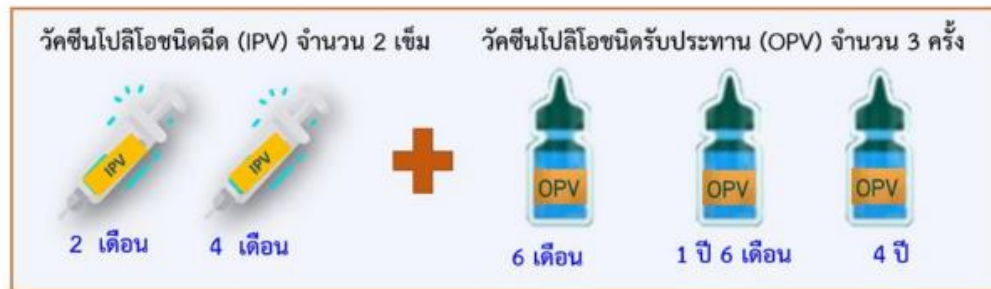 วัคซีนโปลิโอชนิดฉีด (IPV) จำนวน 2 เข็ม
วัคซีนโปลิโอชนิดรับประทาน (OPV) จำนวน 3 ครั้ง
IPV
IPV
OPV
OPV
OPV
2 เดือน
4 เดือน
6 เดือน
1 ปี 6 เดือน
4 ปี